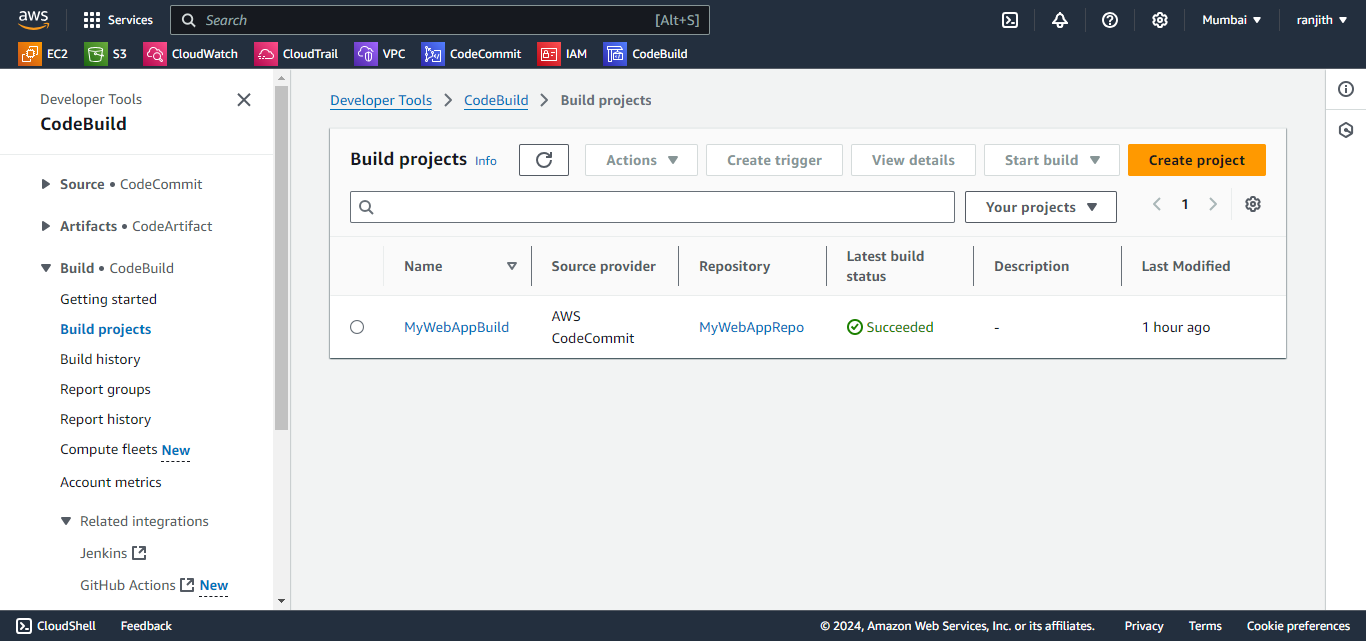 aws Services Search [Alt+S] Mumbai ranjith
EC2 S3 CloudWatch CloudTrail VPC CodeCommit IAM CodeBuild
Developer Tools
CodeBuild
Source • CodeCommit
Artifacts • CodeArtifact
Build • CodeBuild
Getting started
Build projects
Build history
Report groups
Report history
Compute fleets New
Account metrics
Related integrations
Jenkins
GitHub Actions New
Developer Tools CodeBuild Build projects
Build projects Info Actions Create trigger View details Start build Create project
Your projects 1
Name Source provider Repository Latest build status Description Last Modified
MyWebAppBuild AWS CodeCommit MyWebAppRepo Succeeded - 1 hour ago
CloudShell Feedback © 2024, Amazon Web Services, Inc. or its affiliates. Privacy Terms Cookie preferences